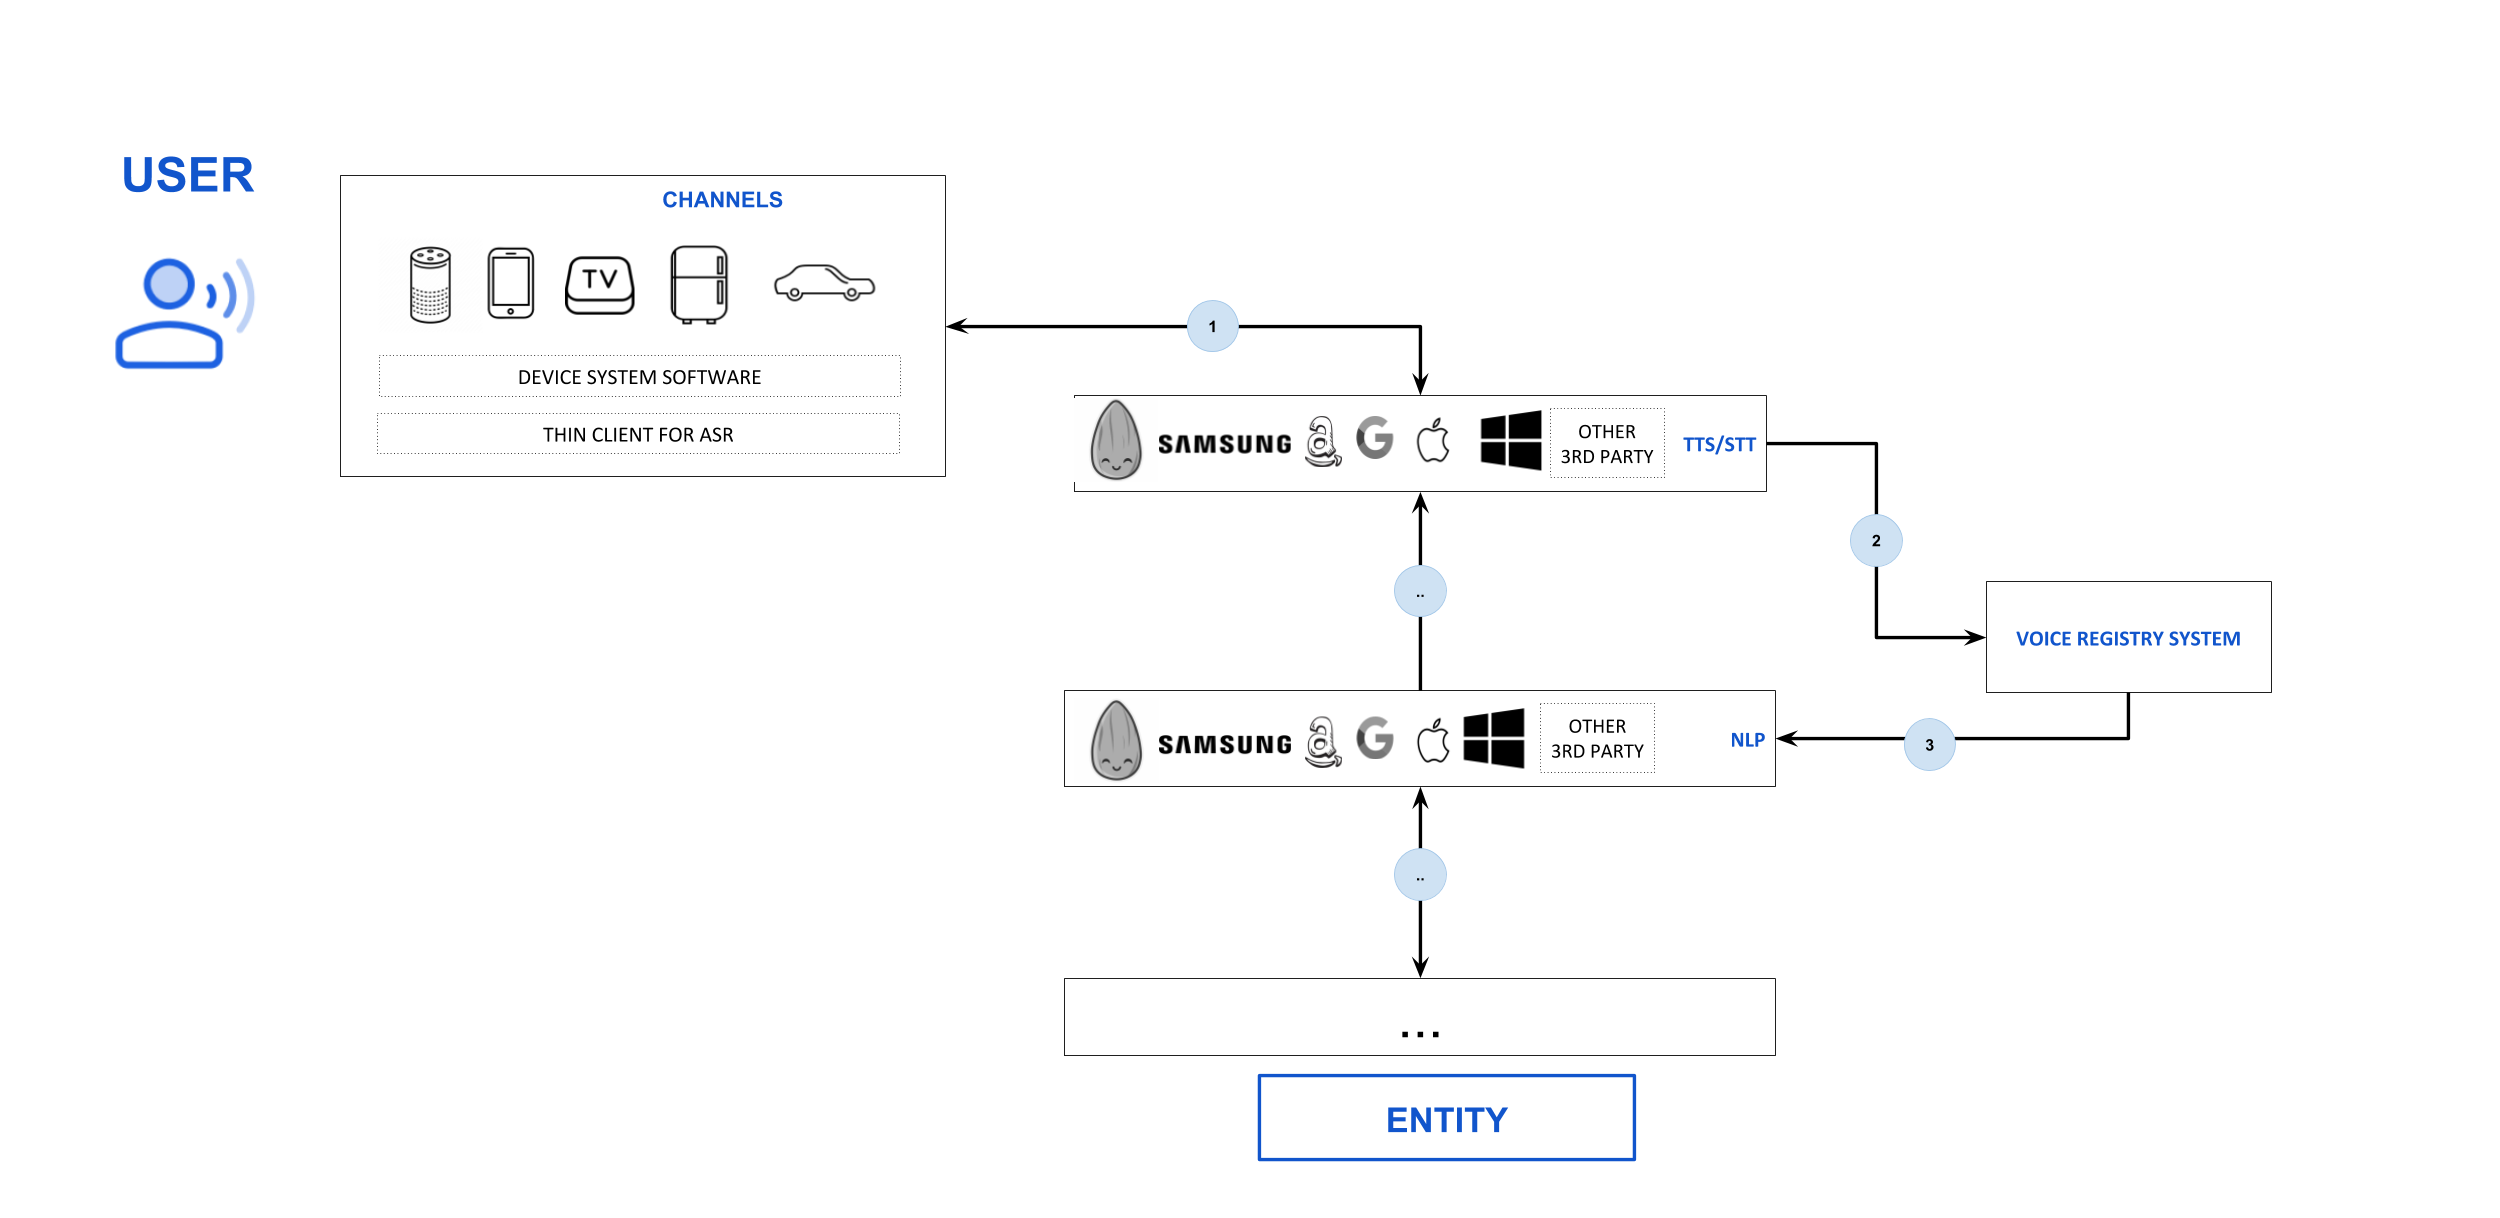 USER
CHANNELS
TV
DEVICE SYSTEM SOFTWARE
THIN CLIENT FOR ASR
1
SAMSUNG
a
G
OTHER
3RD PARTY
TTS/STT
2
..
VOICE REGISTRY SYSTEM
SAMSUNG
a
G
OTHER
3RD PARTY
NLP
3
..
...
ENTITY